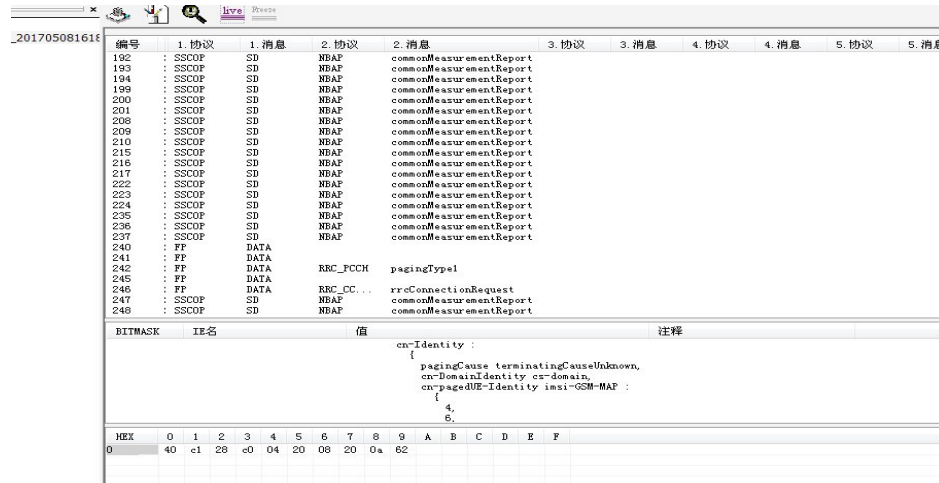 live Freeze
_201705081618
编号 1.协议 1.消息 2.协议 2.消息 3.协议 3.消息 4.协议 4.消息 5.协议 5.消息
192 : SSCOP SD NBAP commonMeasurementReport
193 : SSCOP SD NBAP commonMeasurementReport
194 : SSCOP SD NBAP commonMeasurementReport
199 : SSCOP SD NBAP commonMeasurementReport
200 : SSCOP SD NBAP commonMeasurementReport
201 : SSCOP SD NBAP commonMeasurementReport
208 : SSCOP SD NBAP commonMeasurementReport
209 : SSCOP SD NBAP commonMeasurementReport
210 : SSCOP SD NBAP commonMeasurementReport
215 : SSCOP SD NBAP commonMeasurementReport
216 : SSCOP SD NBAP commonMeasurementReport
217 : SSCOP SD NBAP commonMeasurementReport
222 : SSCOP SD NBAP commonMeasurementReport
223 : SSCOP SD NBAP commonMeasurementReport
224 : SSCOP SD NBAP commonMeasurementReport
235 : SSCOP SD NBAP commonMeasurementReport
236 : SSCOP SD NBAP commonMeasurementReport
237 : SSCOP SD NBAP commonMeasurementReport
240 : FP DATA
241 : FP DATA
242 : FP DATA RRC_PCCH pagingType1
245 : FP DATA
246 : FP DATA RRC_CC... rrcConnectionRequest
247 : SSCOP SD NBAP commonMeasurementReport
248 : SSCOP SD NBAP commonMeasurementReport
BITMASK IE名 值 注释
cn-Identity :
{
pagingCause terminatingCauseUnknown,
cn-DomainIdentity cs-domain,
cn-pagedUE-Identity imsi-GSM-MAP :
{
4,
6,
HEX 0 1 2 3 4 5 6 7 8 9 A B C D E F
0 40 c1 28 c0 04 20 08 20 0a 62